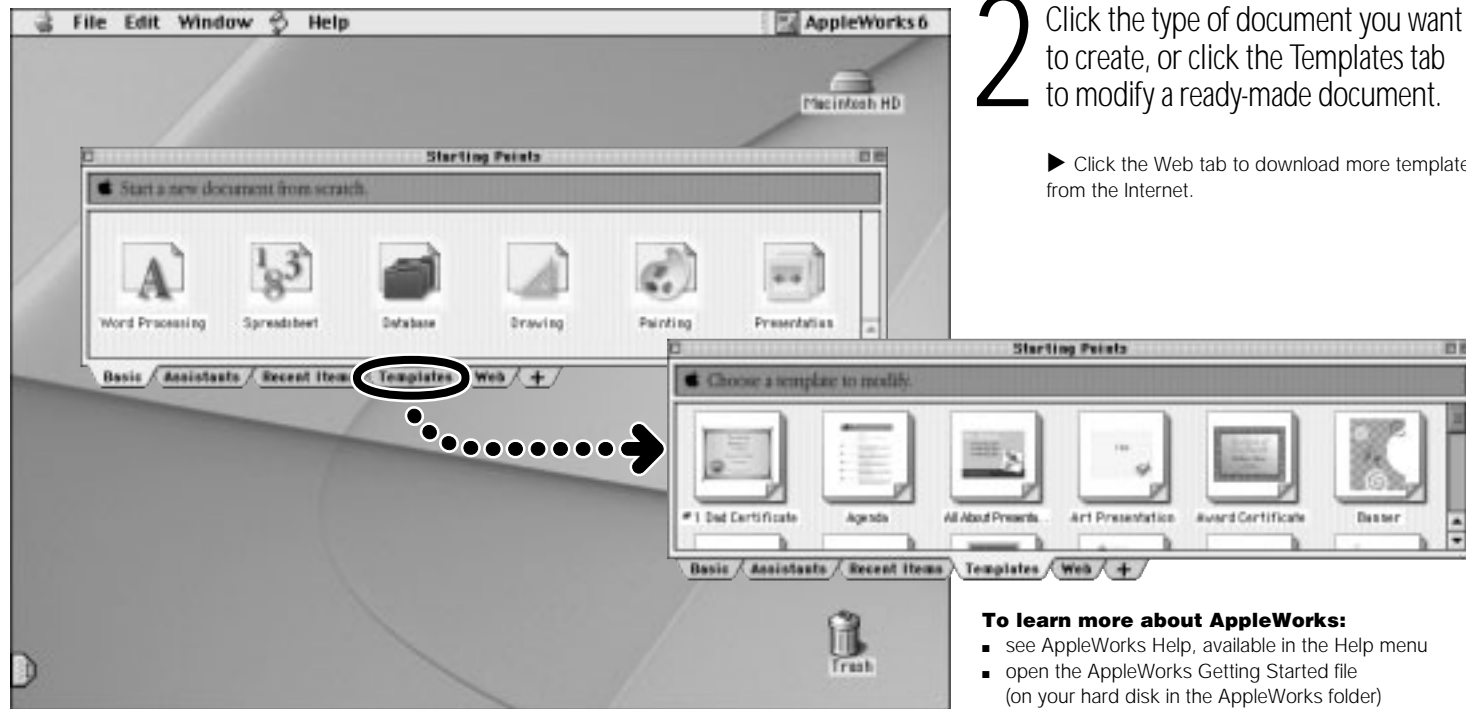 File Edit Window Help
AppleWorks 6
Macintosh HD
Starting Points
Start a new document from scratch.
Word Processing Spreadsheet Database Drawing Painting Presentation
Basic Assistants Recent Items Templates Web +
2
Click the type of document you want
to create, or click the Templates tab
to modify a ready-made document.
▶ Click the Web tab to download more template
from the Internet.
Starting Points
Choose a template to modify.
#1 Dad Certificate Agenda All About Presenta... Art Presentation Award Certificate Banner
Basic Assistants Recent Items Templates Web +
Trash
To learn more about AppleWorks:
▪ see AppleWorks Help, available in the Help menu
▪ open the AppleWorks Getting Started file
(on your hard disk in the AppleWorks folder)